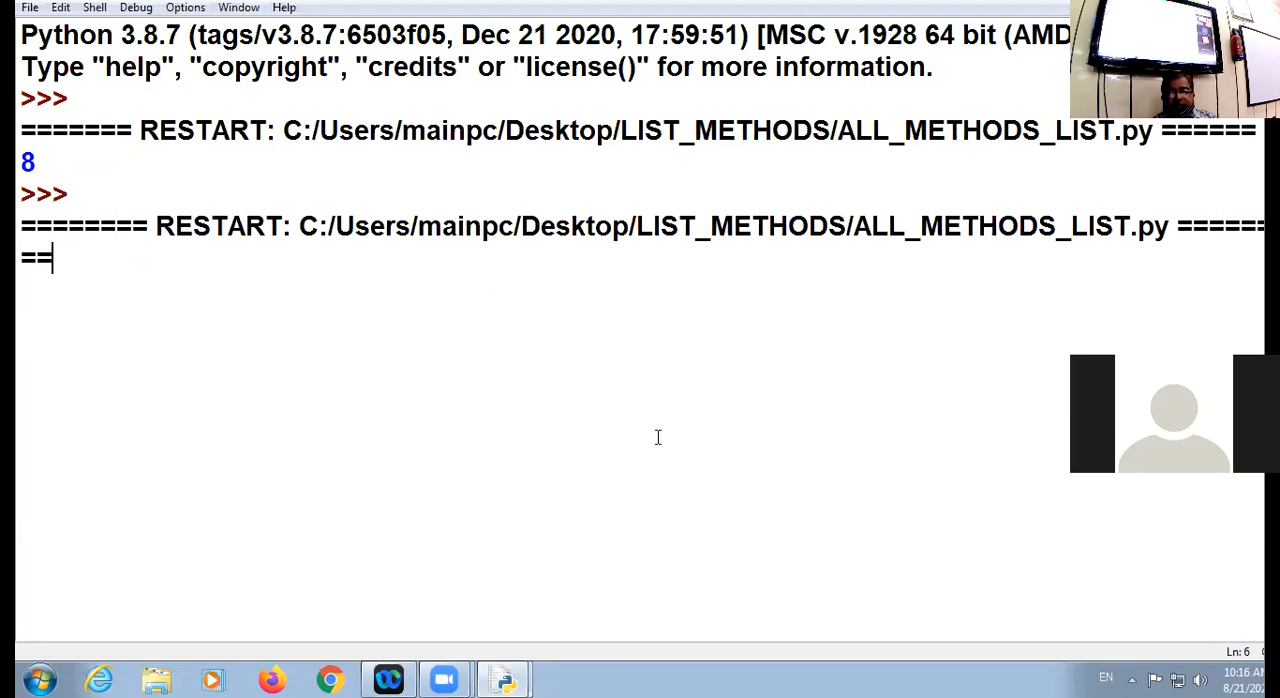 File Edit Shell Debug Options Window Help
Python 3.8.7 (tags/v3.8.7:6503f05, Dec 21 2020, 17:59:51) [MSC v.1928 64 bit (AMD
Type "help", "copyright", "credits" or "license()" for more information.
>>>
======= RESTART: C:/Users/mainpc/Desktop/LIST_METHODS/ALL_METHODS_LIST.py ======
8
>>>
======== RESTART: C:/Users/mainpc/Desktop/LIST_METHODS/ALL_METHODS_LIST.py ======
==
Ln: 6
EN
10:16 AM
8/21/202